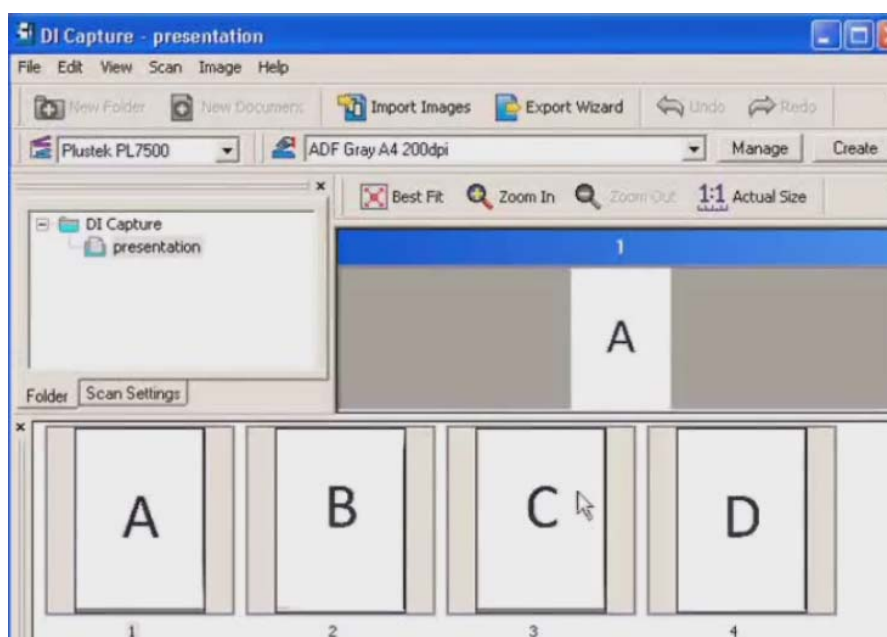 DI Capture - presentation
File Edit View Scan Image Help
New Folder New Document Import Images Export Wizard Undo Redo
Plustek PL7500 ADF Gray A4 200dpi Manage Create
Best Fit Zoom In Zoom Out 1:1 Actual Size
DI Capture
presentation
1
A
Folder Scan Settings
A B C D
1 2 3 4